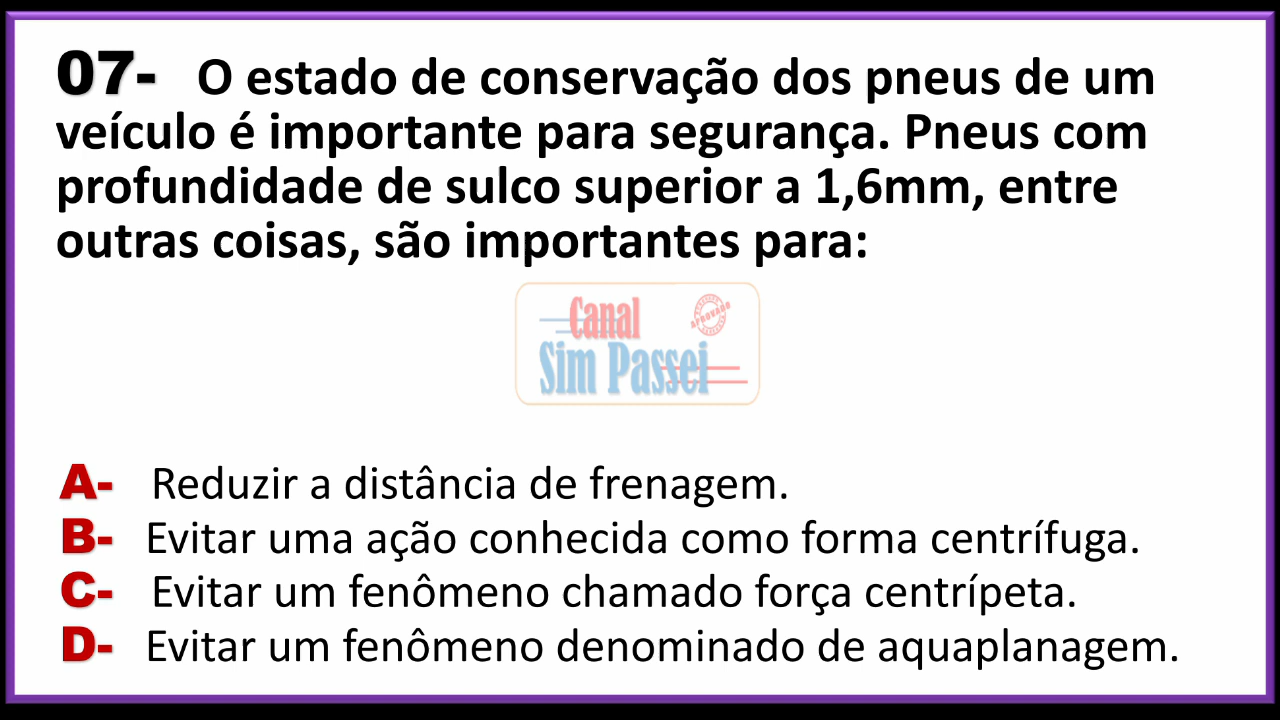 07- O estado de conservação dos pneus de um
veículo é importante para segurança. Pneus com
profundidade de sulco superior a 1,6mm, entre
outras coisas, são importantes para:
Canal
APROVADO
Sim Passei
A- Reduzir a distância de frenagem.
B- Evitar uma ação conhecida como forma centrífuga.
C- Evitar um fenômeno chamado força centrípeta.
D- Evitar um fenômeno denominado de aquaplanagem.